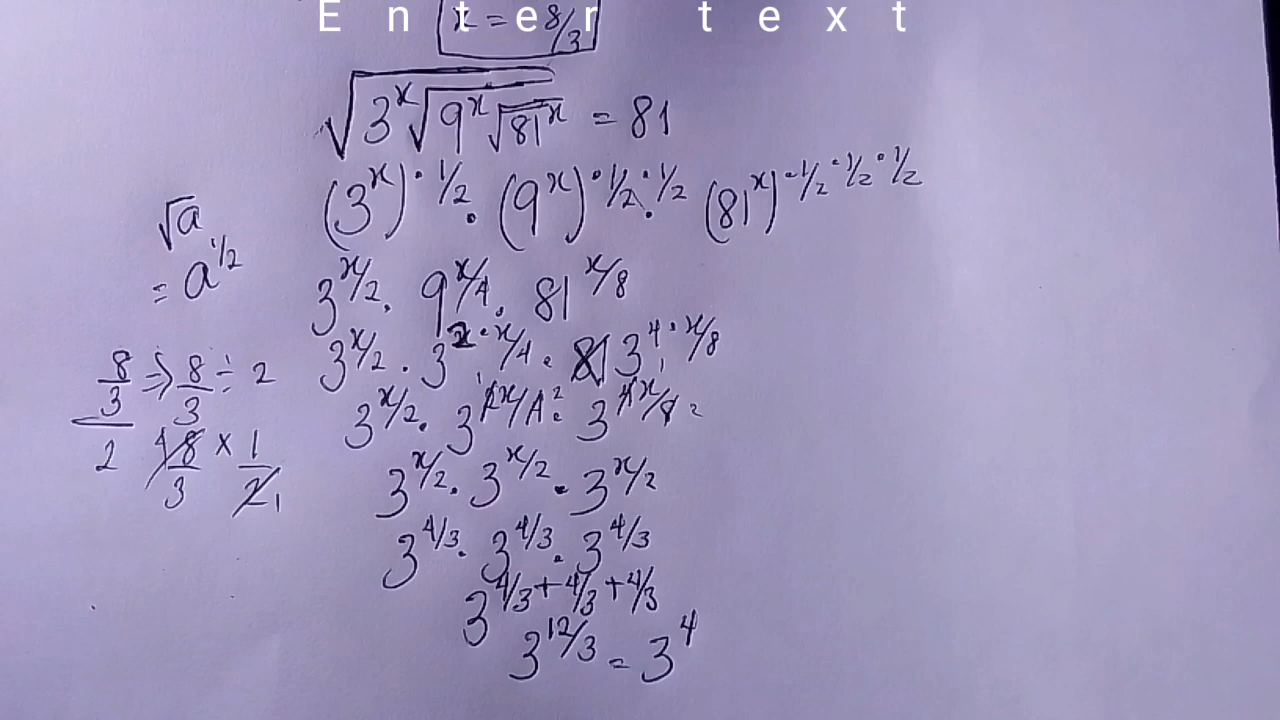 E n t e r t e x t
x = 8/3
√(3^x √(9^x √(81^x))) = 81
(3^x)^{· 1/2} · (9^x)^{· 1/2 · 1/2} · (81^x)^{· 1/2 · 1/2 · 1/2}
√a
= a^{1/2}
3^{x/2} · 9^{x/4} · 81^{x/8}
3^{x/2} · 3^{2 · x/4} · 3^{4 · x/8}
8/3 / 2 ⇒ 8/3 ÷ 2
8/3 × 1/2
3^{x/2} · 3^{2x/4} · 3^{4x/8}
3^{x/2} · 3^{x/2} · 3^{x/2}
3^{4/3} · 3^{4/3} · 3^{4/3}
3^{4/3 + 4/3 + 4/3}
3^{12/3} = 3^4